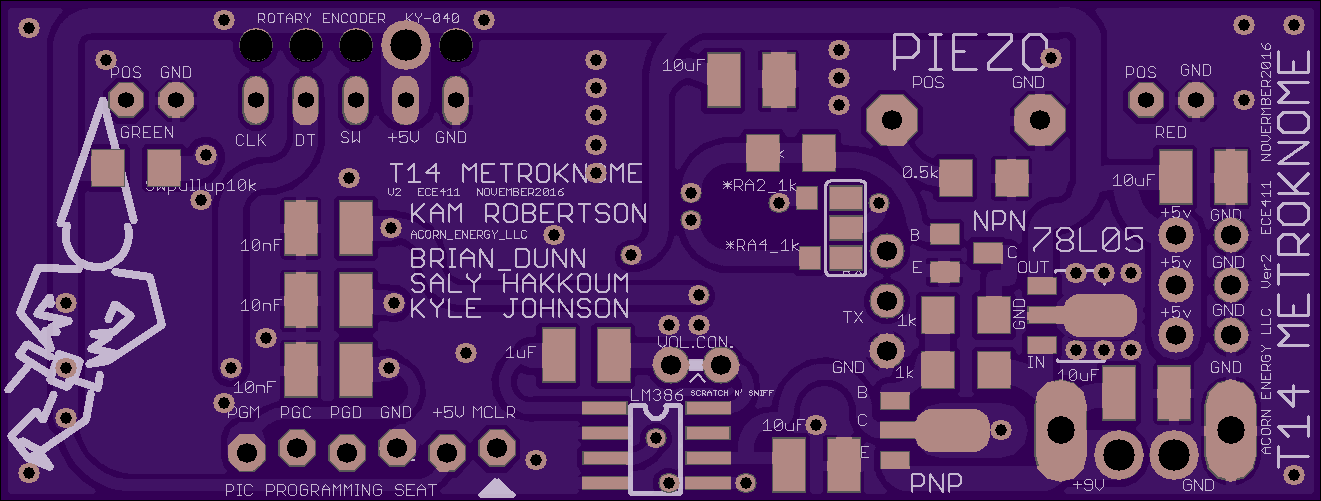 ROTARY ENCODER KY-040
POS GND
GREEN
CLK DT SW +5V GND
SWpullup10k
10uF
PIEZO
POS GND
POS GND
RED
T14 METROKNOME
V2 ECE411 NOVEMBER2016
KAM ROBERTSON
ACORN_ENERGY_LLC
BRIAN_DUNN
SALY HAKKOUM
KYLE JOHNSON
10nF
10nF
10nF
*RA2_1k
*RA4_1k
0.5k
10uF
NPN
B
C
E
78L05
OUT
GND
IN
+5v GND
+5v GND
+5v GND
TX
GND
1k
1k
1uF
VOL.CON.
SCRATCH N' SNIFF
LM386
10uF
B
C
E
PNP
10uF
GND
+9V
GND
PGM PGC PGD GND +5V MCLR
PIC PROGRAMMING SEAT
ACORN ENERGY LLC Ver2 ECE411 NOVERMBER2016
T14 METROKNOME